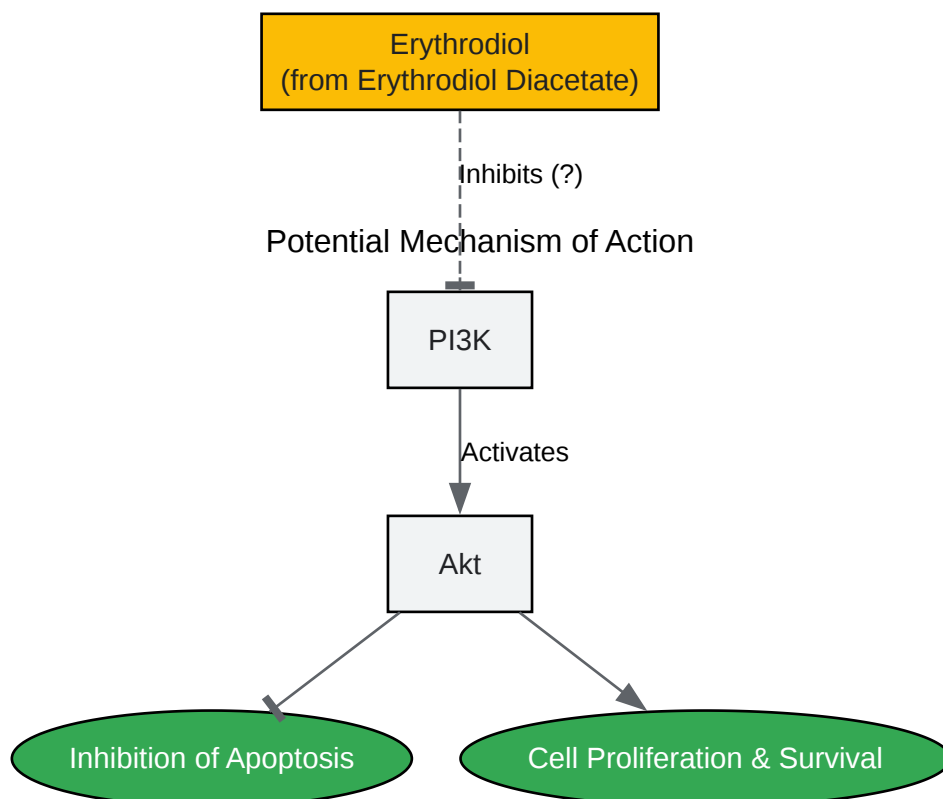 Erythrodiol
(from Erythrodiol Diacetate)
Inhibits (?)
Potential Mechanism of Action
PI3K
Activates
Akt
Inhibition of Apoptosis
Cell Proliferation & Survival